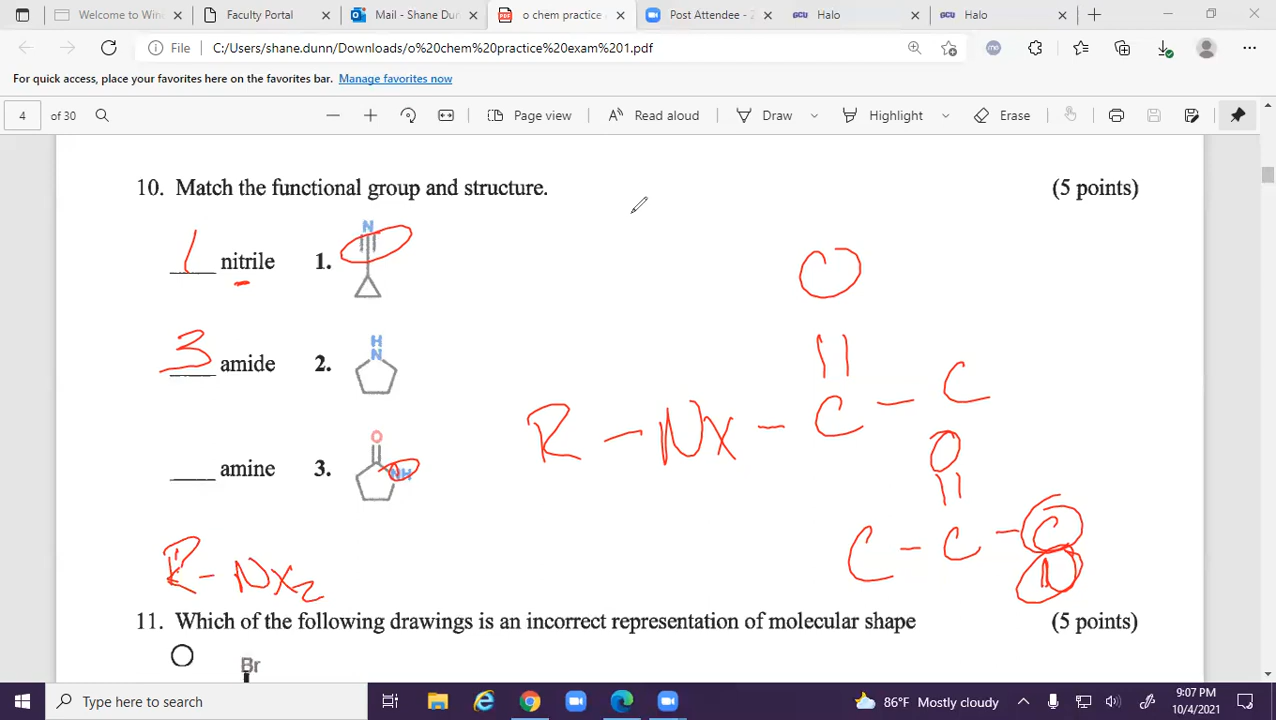 Welcome to Wind
Faculty Portal
Mail - Shane Dunn
o chem practice
Post Attendee -
GCU Halo
GCU Halo
File C:/Users/shane.dunn/Downloads/o%20chem%20practice%20exam%201.pdf
For quick access, place your favorites here on the favorites bar. Manage favorites now
4 of 30 Page view Read aloud Draw Highlight Erase
10. Match the functional group and structure. (5 points)
N
1 nitrile 1.
O
H
N
3 amide 2.
R - Nx - C - C
O
O
amine 3. NH
C - C - C
N
R - Nx2
11. Which of the following drawings is an incorrect representation of molecular shape (5 points)
Br
Type here to search
86°F Mostly cloudy
9:07 PM
10/4/2021